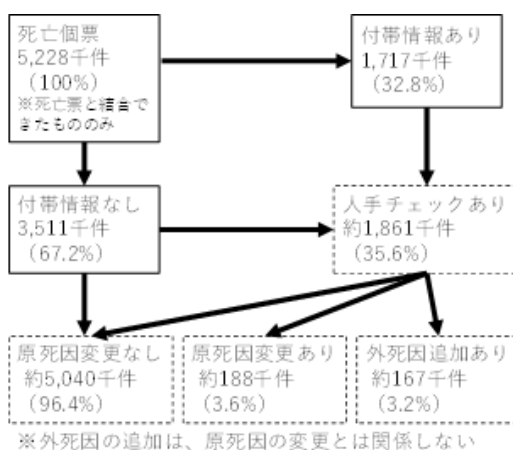 死亡個票
5,228千件
（100%）
※死亡票と結合で
きたもののみ
付帯情報あり
1,717千件
（32.8%）
付帯情報なし
3,511千件
（67.2%）
人手チェックあり
約1,861千件
（35.6%）
原死因変更なし
約5,040千件
（96.4%）
原死因変更あり
約188千件
（3.6%）
外死因追加あり
約167千件
（3.2%）
※外死因の追加は、原死因の変更とは関係しない